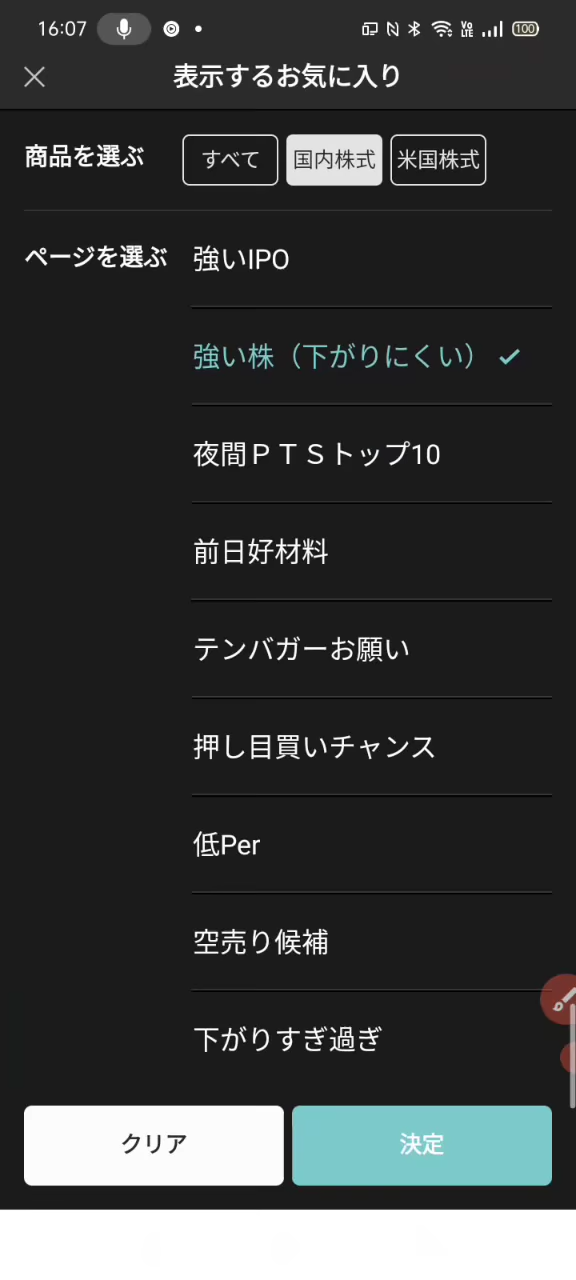 16:07 100
表示するお気に入り
商品を選ぶ すべて 国内株式 米国株式
ページを選ぶ 強いIPO
強い株（下がりにくい）
夜間ＰＴＳトップ10
前日好材料
テンバガーお願い
押し目買いチャンス
低Per
空売り候補
下がりすぎ過ぎ
クリア 決定